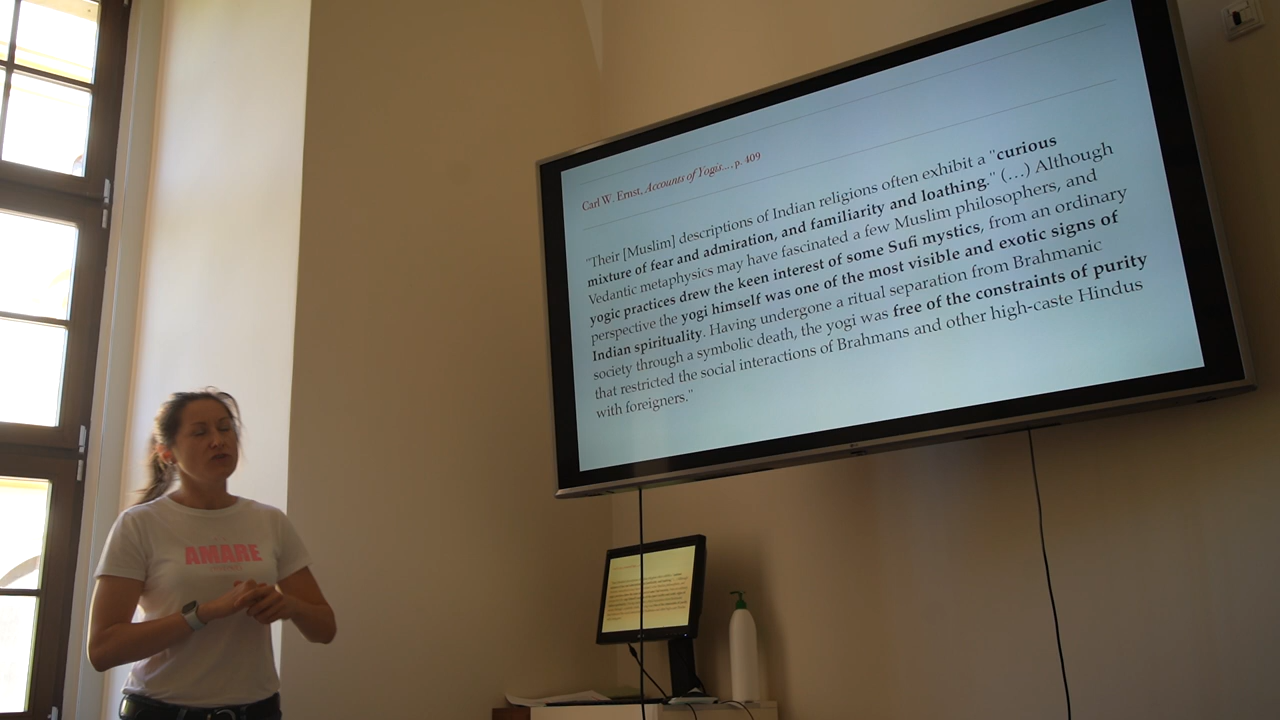 Carl W. Ernst, Accounts of Yogis..., p. 409
"Their [Muslim] descriptions of Indian religions often exhibit a "curious
mixture of fear and admiration, and familiarity and loathing." (…) Although
Vedantic metaphysics may have fascinated a few Muslim philosophers, and
yogic practices drew the keen interest of some Sufi mystics, from an ordinary
perspective the yogi himself was one of the most visible and exotic signs of
Indian spirituality. Having undergone a ritual separation from Brahmanic
society through a symbolic death, the yogi was free of the constraints of purity
that restricted the social interactions of Brahmans and other high-caste Hindus
with foreigners."
AMARE